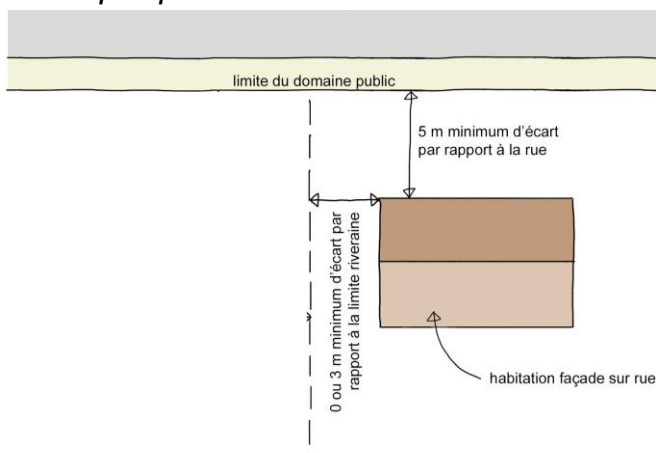 limite du domaine public
5 m minimum d'écart
par rapport à la rue
0 ou 3 m minimum d'écart par
rapport à la limite riveraine
habitation façade sur rue